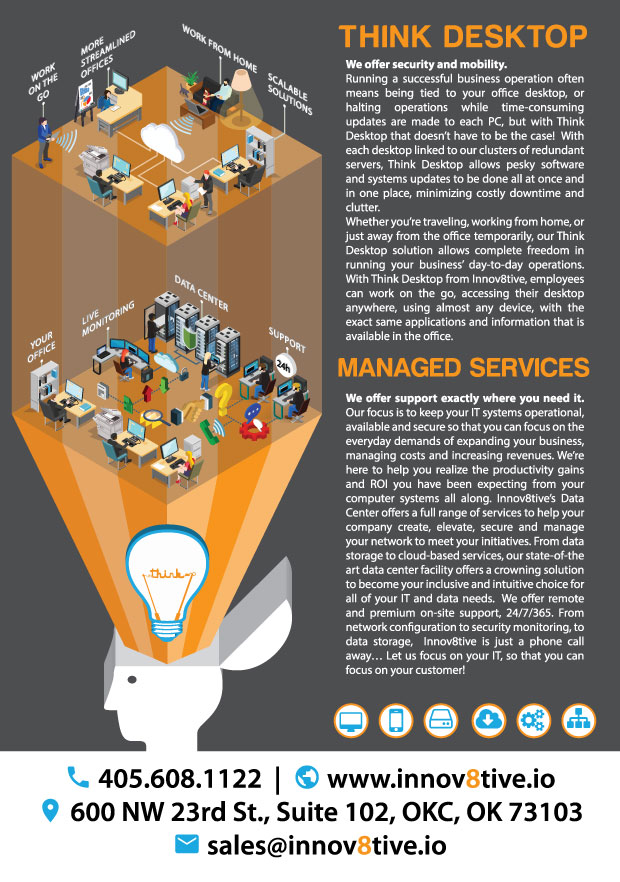 WORK
ON THE
GO
MORE
STREAMLINED
OFFICES
WORK FROM HOME
SCALABLE
SOLUTIONS
YOUR
OFFICE
LIVE
MONITORING
DATA CENTER
SUPPORT
24h
think
THINK DESKTOP
We offer security and mobility.
Running a successful business operation often
means being tied to your office desktop, or
halting operations while time-consuming
updates are made to each PC, but with Think
Desktop that doesn't have to be the case! With
each desktop linked to our clusters of redundant
servers, Think Desktop allows pesky software
and systems updates to be done all at once and
in one place, minimizing costly downtime and
clutter.
Whether you're traveling, working from home, or
just away from the office temporarily, our Think
Desktop solution allows complete freedom in
running your business' day-to-day operations.
With Think Desktop from Innov8tive, employees
can work on the go, accessing their desktop
anywhere, using almost any device, with the
exact same applications and information that is
available in the office.
MANAGED SERVICES
We offer support exactly where you need it.
Our focus is to keep your IT systems operational,
available and secure so that you can focus on the
everyday demands of expanding your business,
managing costs and increasing revenues. We're
here to help you realize the productivity gains
and ROI you have been expecting from your
computer systems all along. Innov8tive's Data
Center offers a full range of services to help your
company create, elevate, secure and manage
your network to meet your initiatives. From data
storage to cloud-based services, our state-of-the
art data center facility offers a crowning solution
to become your inclusive and intuitive choice for
all of your IT and data needs. We offer remote
and premium on-site support, 24/7/365. From
network configuration to security monitoring, to
data storage, Innov8tive is just a phone call
away… Let us focus on your IT, so that you can
focus on your customer!
405.608.1122 | www.innov8tive.io
600 NW 23rd St., Suite 102, OKC, OK 73103
sales@innov8tive.io